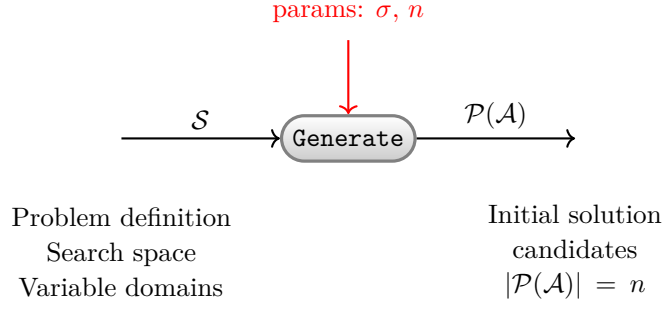 params: σ, n
𝒮
Generate
𝒫(𝒜)
Problem definition
Search space
Variable domains
Initial solution
candidates
|𝒫(𝒜)| = n